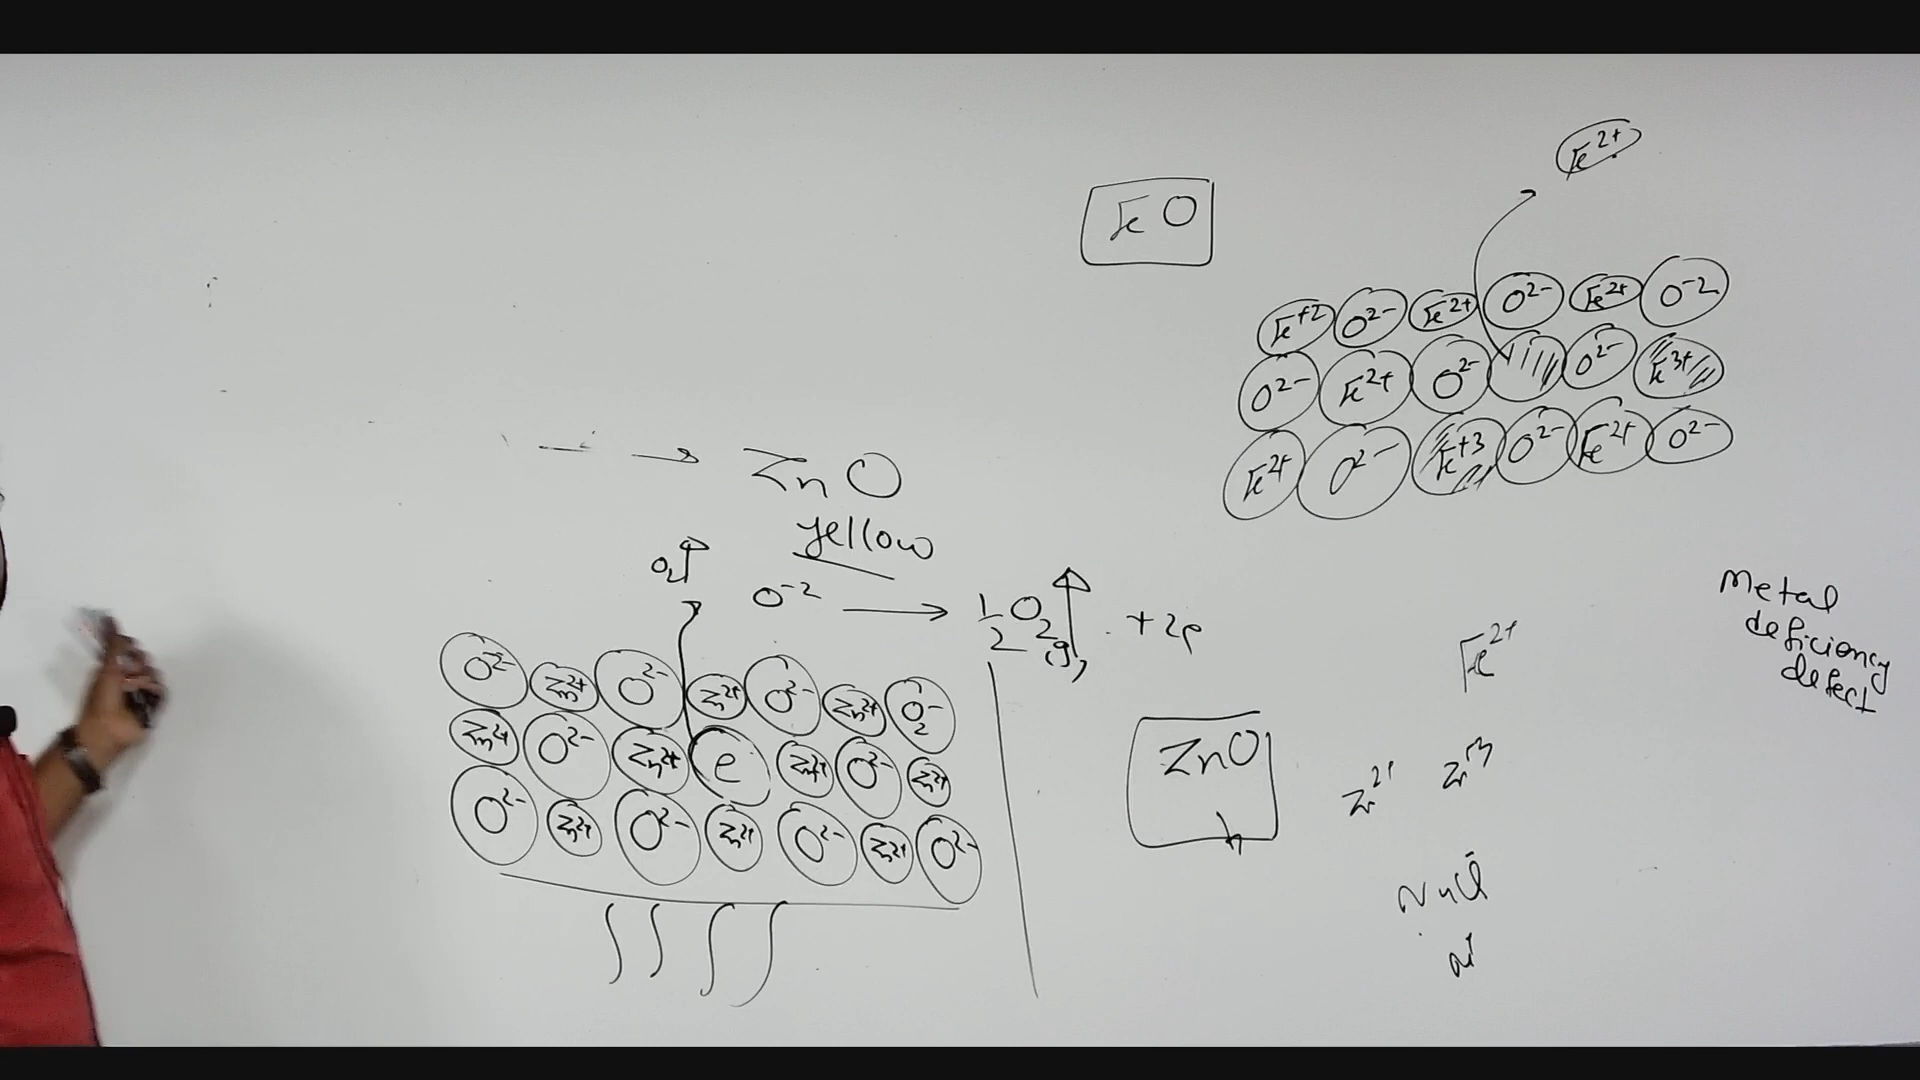 ZnO
yellow
O₂↑
O⁻² → 1/2 O₂(g)↑ + 2e
O²⁻ Zn²⁺ O²⁻ Zn²⁺ O²⁻ Zn²⁺ O²⁻
Zn²⁺ O²⁻ Zn²⁺ e Zn²⁺ O²⁻ Zn²⁺
O²⁻ Zn²⁺ O²⁻ Zn²⁺ O²⁻ Zn²⁺ O²⁻
FeO
Fe²⁺
Fe⁺² O²⁻ Fe²⁺ O²⁻ Fe²⁺ O⁻²
O²⁻ Fe²⁺ O²⁻ O²⁻ Fe³⁺
Fe²⁺ O²⁻ Fe⁺³ O²⁻ Fe²⁺ O²⁻
Metal
deficiency
defect
Fe²⁺
ZnO